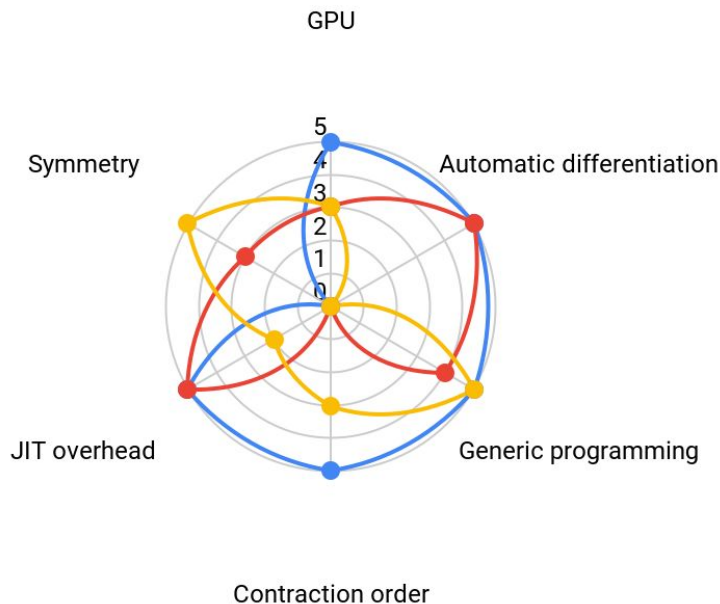 GPU
5
4
3
2
1
0
Symmetry
Automatic differentiation
JIT overhead
Generic programming
Contraction order